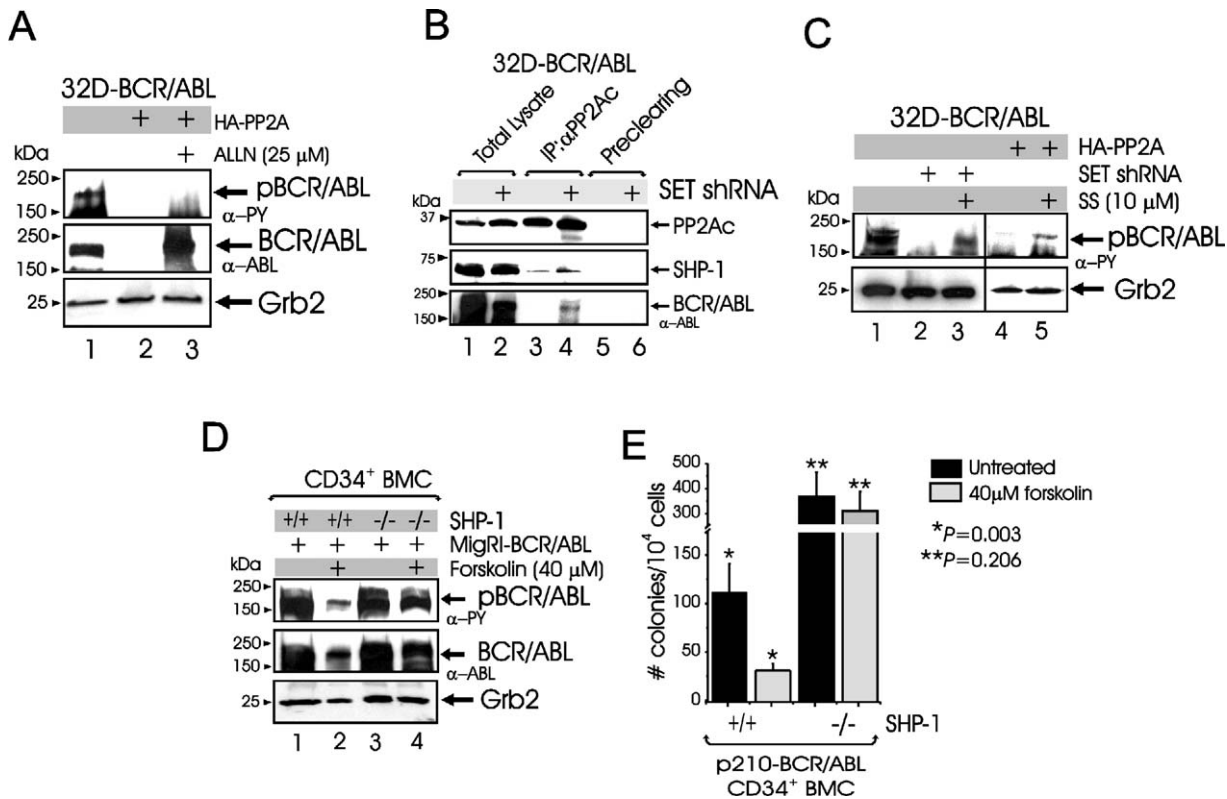 A
32D-BCR/ABL
+ + HA-PP2A
+ ALLN (25 μM)
kDa
250
150
pBCR/ABL
α-PY
250
150
BCR/ABL
α-ABL
25
Grb2
1 2 3
B
32D-BCR/ABL
Total Lysate
IP:αPP2Ac
Preclearing
+ + + SET shRNA
kDa
37
PP2Ac
75
SHP-1
250
150
BCR/ABL
α-ABL
1 2 3 4 5 6
C
32D-BCR/ABL
+ + HA-PP2A
+ + SET shRNA
+ + SS (10 μM)
kDa
250
150
pBCR/ABL
α-PY
25
Grb2
1 2 3 4 5
D
CD34+ BMC
+/+ +/+ -/- -/- SHP-1
+ + + + MigRI-BCR/ABL
+ + Forskolin (40 μM)
kDa
250
150
pBCR/ABL
α-PY
250
150
BCR/ABL
α-ABL
25
Grb2
1 2 3 4
E
# colonies/10⁴ cells
500
400
300
150
100
50
0
*
*
**
**
Untreated
40μM forskolin
*P=0.003
**P=0.206
+/+ -/- SHP-1
p210-BCR/ABL
CD34+ BMC